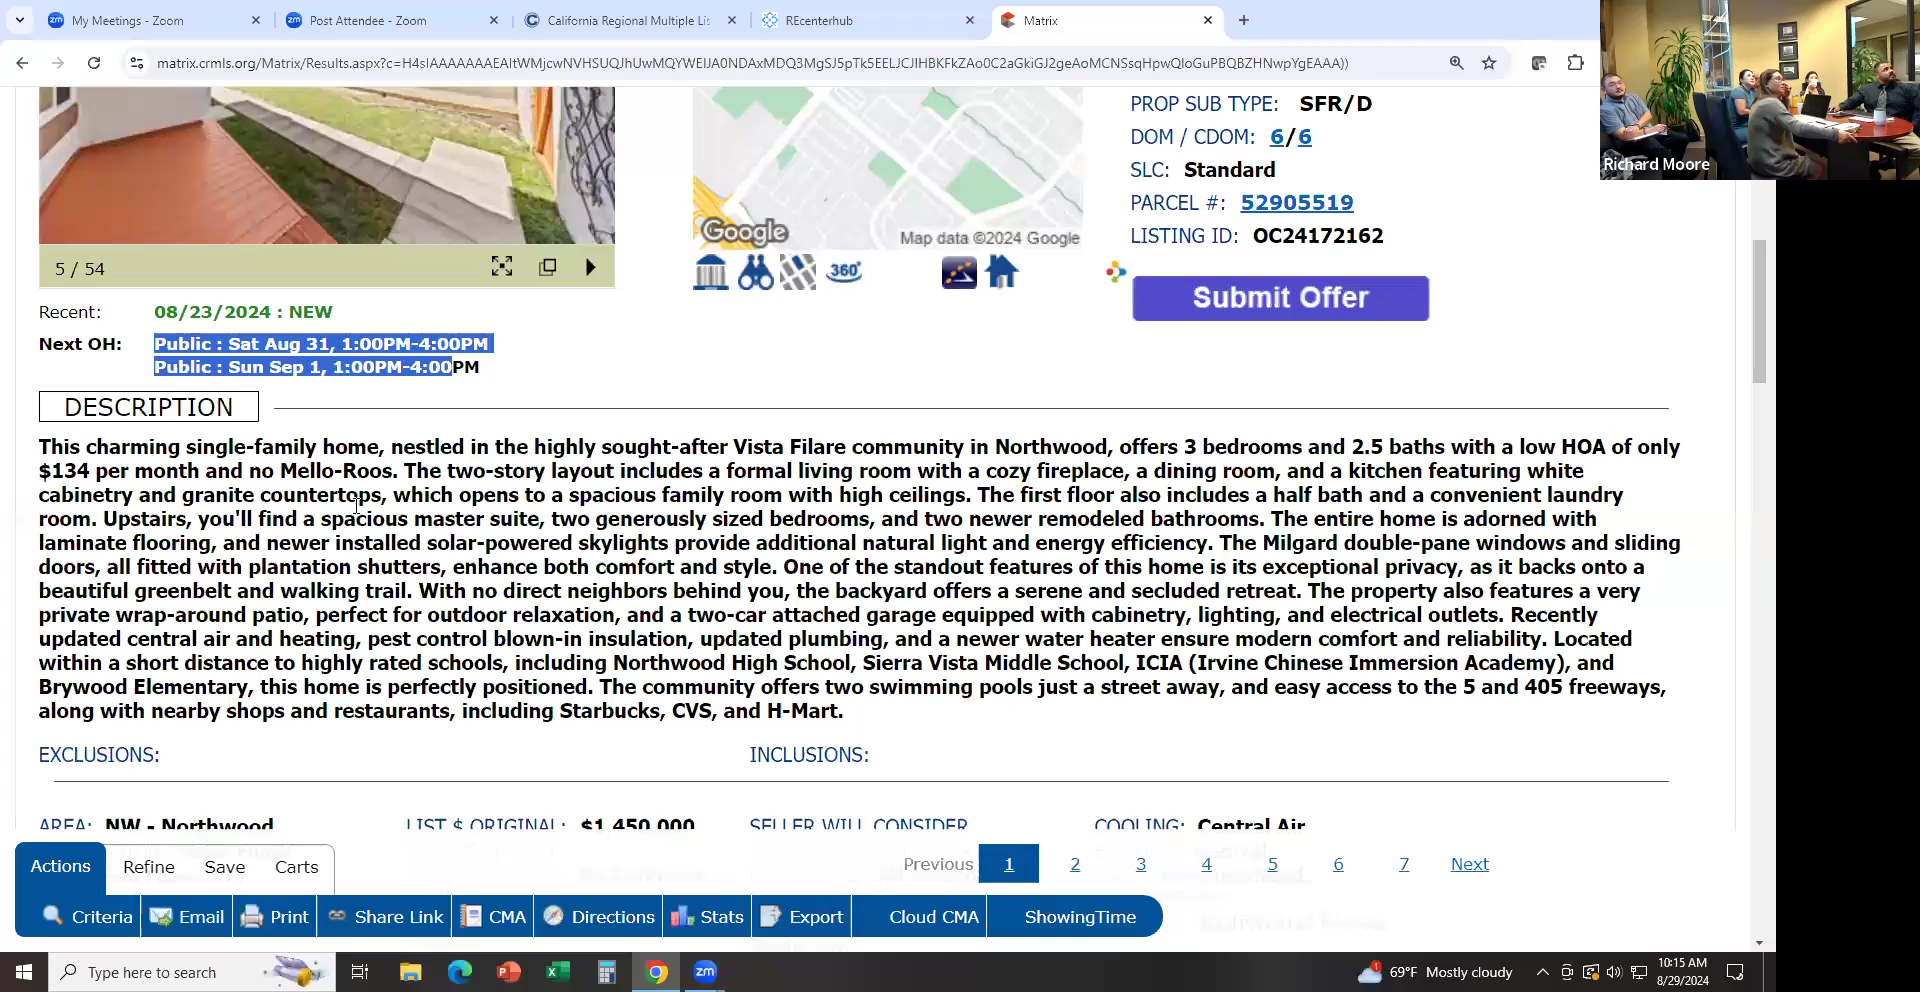 My Meetings - Zoom
Post Attendee - Zoom
California Regional Multiple Lis
REcenterhub
Matrix
Richard Moore
PROP SUB TYPE: SFR/D
DOM / CDOM: 6/6
SLC: Standard
PARCEL #: 52905519
LISTING ID: OC24172162
Google
Map data ©2024 Google
5 / 54
360°
Submit Offer
Recent: 08/23/2024 : NEW
Next OH: Public : Sat Aug 31, 1:00PM-4:00PM
Public : Sun Sep 1, 1:00PM-4:00PM
DESCRIPTION
This charming single-family home, nestled in the highly sought-after Vista Filare community in Northwood, offers 3 bedrooms and 2.5 baths with a low HOA of only
$134 per month and no Mello-Roos. The two-story layout includes a formal living room with a cozy fireplace, a dining room, and a kitchen featuring white
cabinetry and granite countertops, which opens to a spacious family room with high ceilings. The first floor also includes a half bath and a convenient laundry
room. Upstairs, you'll find a spacious master suite, two generously sized bedrooms, and two newer remodeled bathrooms. The entire home is adorned with
laminate flooring, and newer installed solar-powered skylights provide additional natural light and energy efficiency. The Milgard double-pane windows and sliding
doors, all fitted with plantation shutters, enhance both comfort and style. One of the standout features of this home is its exceptional privacy, as it backs onto a
beautiful greenbelt and walking trail. With no direct neighbors behind you, the backyard offers a serene and secluded retreat. The property also features a very
private wrap-around patio, perfect for outdoor relaxation, and a two-car attached garage equipped with cabinetry, lighting, and electrical outlets. Recently
updated central air and heating, pest control blown-in insulation, updated plumbing, and a newer water heater ensure modern comfort and reliability. Located
within a short distance to highly rated schools, including Northwood High School, Sierra Vista Middle School, ICIA (Irvine Chinese Immersion Academy), and
Brywood Elementary, this home is perfectly positioned. The community offers two swimming pools just a street away, and easy access to the 5 and 405 freeways,
along with nearby shops and restaurants, including Starbucks, CVS, and H-Mart.
EXCLUSIONS: INCLUSIONS:
AREA: NW - Northwood LIST $ ORIGINAL: $1,450,000 SELLER WILL CONSIDER COOLING: Central Air
Actions Refine Save Carts
Previous 1 2 3 4 5 6 7 Next
Criteria Email Print Share Link CMA Directions Stats Export Cloud CMA ShowingTime
Type here to search
69°F Mostly cloudy
10:15 AM
8/29/2024